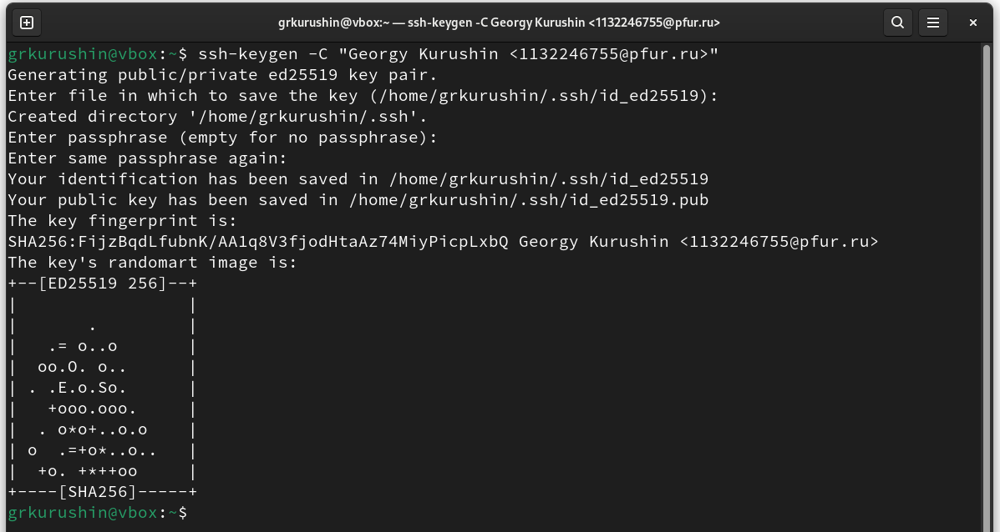 grkurushin@vbox:~ — ssh-keygen -C Georgy Kurushin <1132246755@pfur.ru>
grkurushin@vbox:~$ ssh-keygen -C "Georgy Kurushin <1132246755@pfur.ru>"
Generating public/private ed25519 key pair.
Enter file in which to save the key (/home/grkurushin/.ssh/id_ed25519):
Created directory '/home/grkurushin/.ssh'.
Enter passphrase (empty for no passphrase):
Enter same passphrase again:
Your identification has been saved in /home/grkurushin/.ssh/id_ed25519
Your public key has been saved in /home/grkurushin/.ssh/id_ed25519.pub
The key fingerprint is:
SHA256:FijzBqdLfubnK/AA1q8V3fjodHtaAz74MiyPicpLxbQ Georgy Kurushin <1132246755@pfur.ru>
The key's randomart image is:
+--[ED25519 256]--+
|                 |
|       .         |
|   .= o..o       |
|  oo.O. o..      |
| . .E.o.So.      |
|   +ooo.ooo.     |
|  . o*o+..o.o    |
| o  .=+o*..o..   |
|  +o. +*++oo     |
+----[SHA256]-----+
grkurushin@vbox:~$